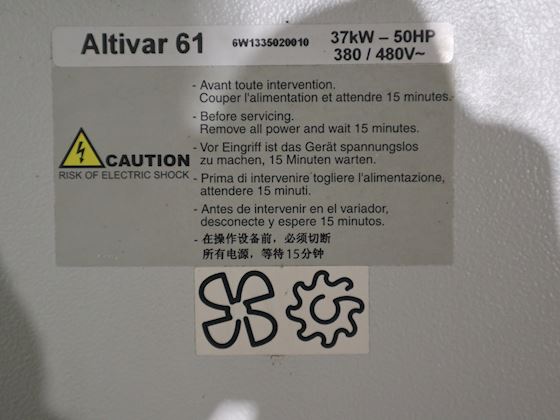 Altivar 61 6W1335020010 37kW – 50HP
380 / 480V~
- Avant toute intervention.
Couper l'alimentation et attendre 15 minutes.
- Before servicing.
Remove all power and wait 15 minutes.
- Vor Eingriff ist das Gerät spannungslos
zu machen, 15 Minuten warten.
CAUTION
RISK OF ELECTRIC SHOCK
- Prima di intervenire togliere l'alimentazione,
attendere 15 minuti.
- Antes de intervenir en el variador,
desconecte y espere 15 minutos.
- 在操作设备前，必须切断
所有电源，等待15分钟